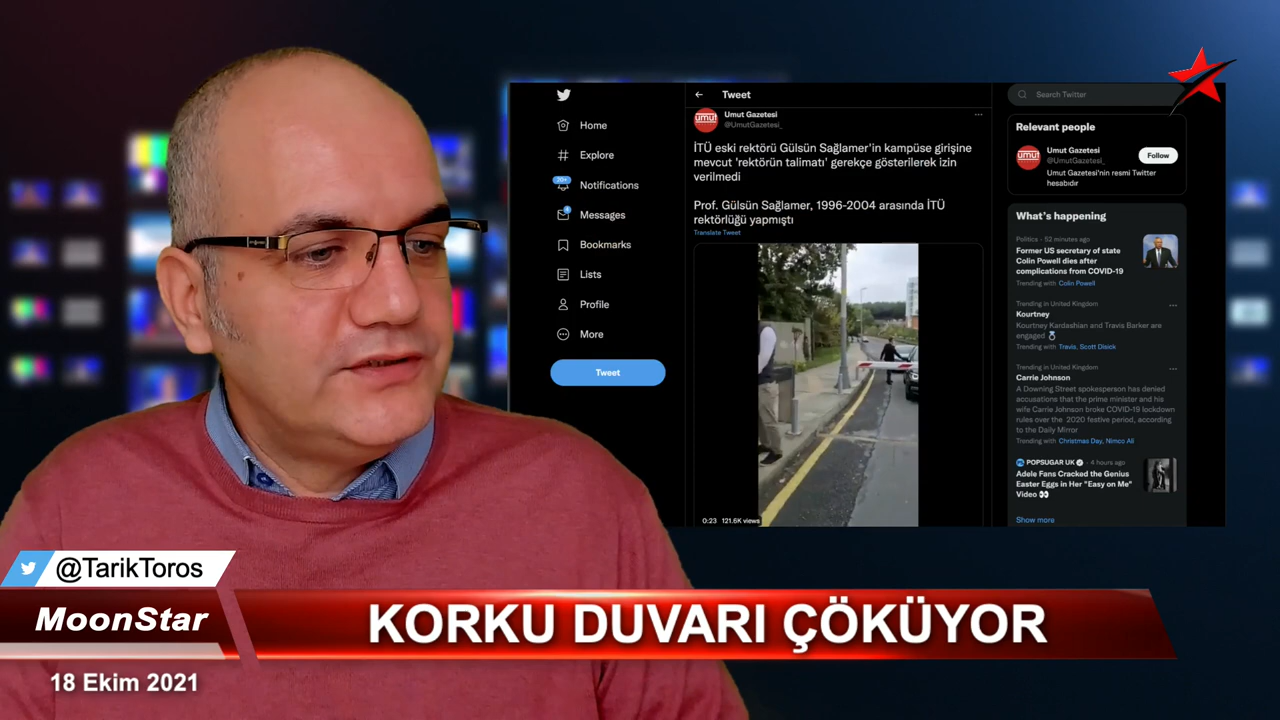 Home
Explore
20+
Notifications
Messages
Bookmarks
Lists
Profile
More
Tweet
Tweet
umut
Umut Gazetesi
@UmutGazetesi_
İTÜ eski rektörü Gülsün Sağlamer'in kampüse girişine
mevcut 'rektörün talimatı' gerekçe gösterilerek izin
verilmedi
Prof. Gülsün Sağlamer, 1996-2004 arasında İTÜ
rektörlüğü yapmıştı
Translate Tweet
0:23 121.6K views
Search Twitter
Relevant people
umut
Umut Gazetesi
@UmutGazetesi_
Follow
Umut Gazetesi'nin resmi Twitter
hesabıdır
What's happening
Politics · 52 minutes ago
Former US secretary of state
Colin Powell dies after
complications from COVID-19
Trending with Colin Powell
Trending in United Kingdom
Kourtney
Kourtney Kardashian and Travis Barker are
engaged
Trending with Travis, Scott Disick
Trending in United Kingdom
Carrie Johnson
A Downing Street spokesperson has denied
accusations that the prime minister and his
wife Carrie Johnson broke COVID-19 lockdown
rules over the 2020 festive period, according
to the Daily Mirror
Trending with Christmas Day, Nimco Ali
POPSUGAR UK · 4 hours ago
Adele Fans Cracked the Genius
Easter Eggs in Her "Easy on Me"
Video 👀
Show more
@TarikToros
MoonStar
KORKU DUVARI ÇÖKÜYOR
18 Ekim 2021